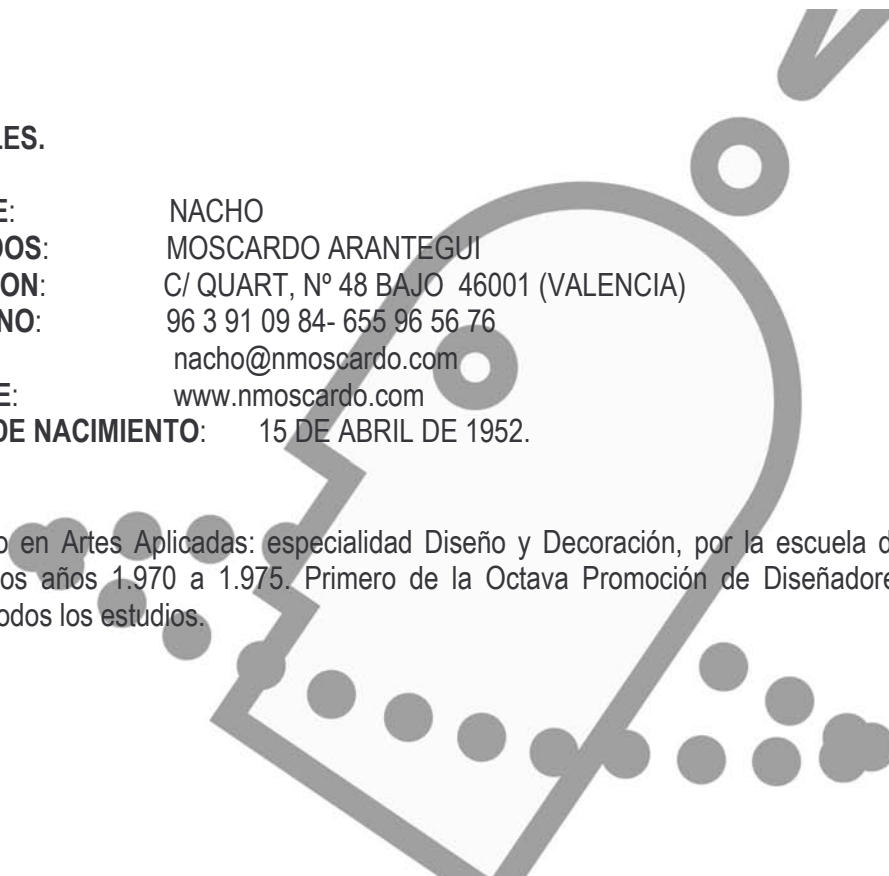 LES.
E: NACHO
DOS: MOSCARDO ARANTEGUI
ON: C/ QUART, Nº 48 BAJO 46001 (VALENCIA)
NO: 96 3 91 09 84- 655 96 56 76
nacho@nmoscardo.com
E: www.nmoscardo.com
DE NACIMIENTO: 15 DE ABRIL DE 1952.
o en Artes Aplicadas: especialidad Diseño y Decoración, por la escuela d
os años 1.970 a 1.975. Primero de la Octava Promoción de Diseñadore
odos los estudios.